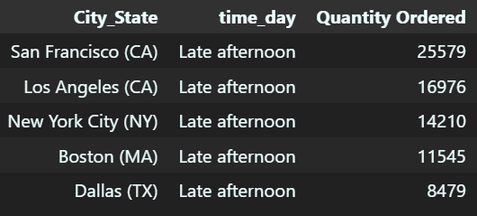 City_State time_day Quantity Ordered
San Francisco (CA) Late afternoon 25579
Los Angeles (CA) Late afternoon 16976
New York City (NY) Late afternoon 14210
Boston (MA) Late afternoon 11545
Dallas (TX) Late afternoon 8479